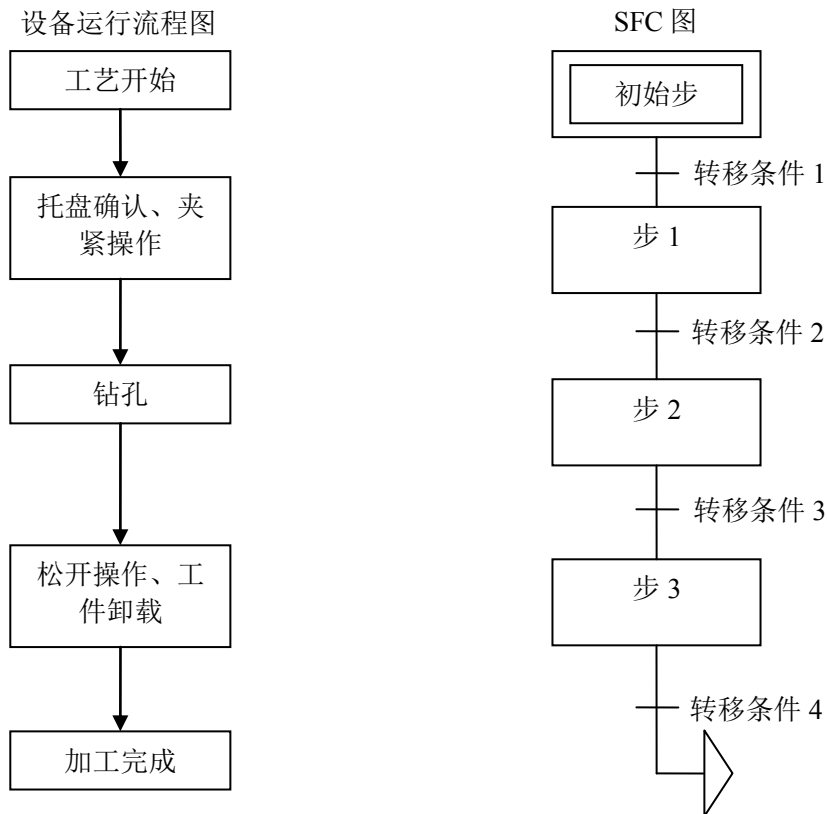 设备运行流程图
工艺开始
托盘确认、夹
紧操作
钻孔
松开操作、工
件卸载
加工完成
SFC 图
初始步
转移条件 1
步 1
转移条件 2
步 2
转移条件 3
步 3
转移条件 4